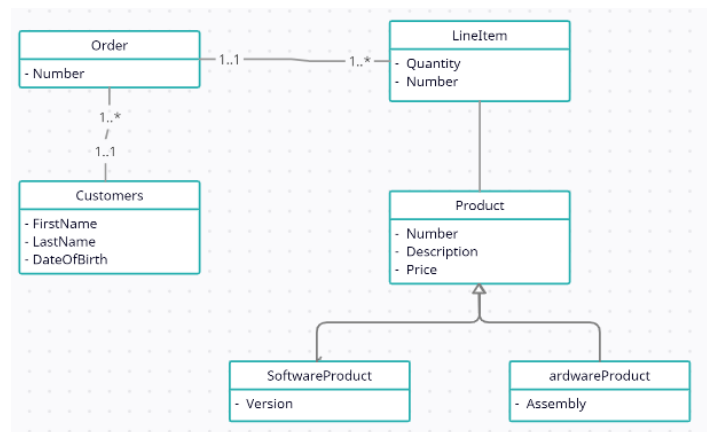 Order
- Number
1..1
1..*
LineItem
- Quantity
- Number
1..*
1..1
Customers
- FirstName
- LastName
- DateOfBirth
Product
- Number
- Description
- Price
SoftwareProduct
- Version
ardwareProduct
- Assembly